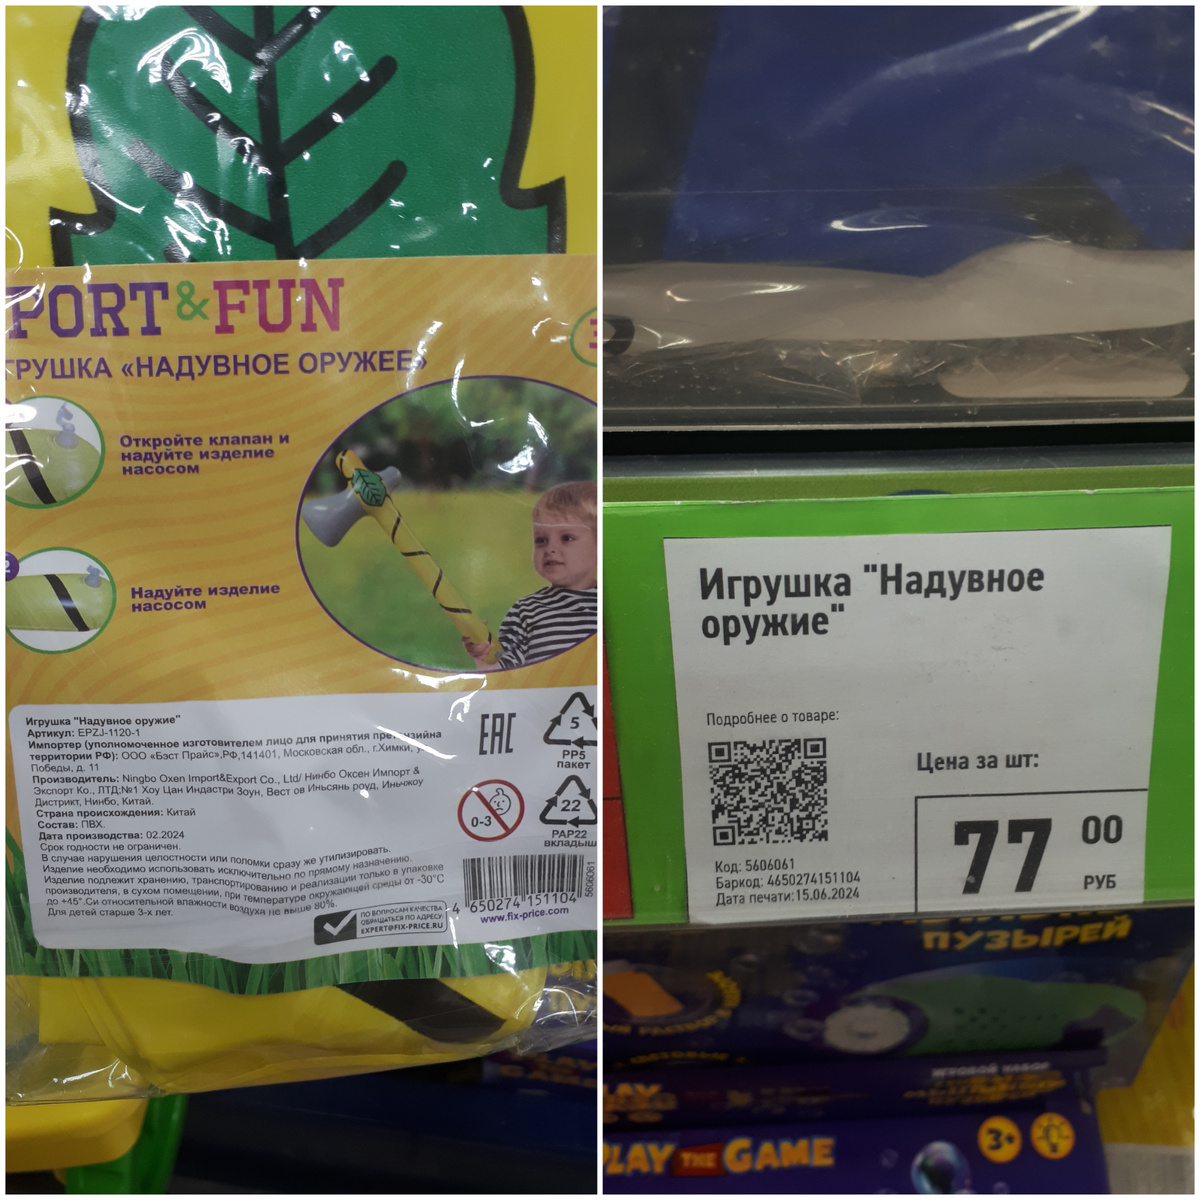 PORT&FUN
ГРУШКА «НАДУВНОЕ ОРУЖЕЕ»
Откройте клапан и
надуйте изделие
насосом
2
Надуйте изделие
насосом
Игрушка "Надувное оружие"
Артикул: EPZJ-1120-1
Импортер (уполномоченное изготовителем лицо для принятия претензий на
территории РФ): ООО «Бэст Прайс», РФ, 141401, Московская обл., г.Химки, ул.
Победы, д. 11
Производитель: Ningbo Oxen Import&Export Co., Ltd/ Нинбо Оксен Импорт &
Экспорт Ко., ЛТД;№1 Хоу Цан Индастри Зоун, Вест ов Иньсянь роуд, Иньчжоу
Дистрикт, Нинбо, Китай.
Страна происхождения: Китай
Состав: ПВХ.
Дата производства: 02.2024
Срок годности не ограничен.
В случае нарушения целостности или поломки сразу же утилизировать.
Изделие необходимо использовать исключительно по прямому назначению.
Изделие подлежит хранению, транспортированию и реализации только в упаковке
производителя, в сухом помещении, при температуре окружающей среды от -30°С
до +45°.Си относительной влажности воздуха не выше 80%.
Для детей старше 3-х лет.
ПО ВОПРОСАМ КАЧЕСТВА
ОБРАЩАТЬСЯ ПО АДРЕСУ:
EXPERT@FIX-PRICE.RU
EAC
5
PP5
пакет
0-3
22
PAP22
вкладыш
4 650274 151104
5606061
www.fix-price.com
Игрушка "Надувное
оружие"
Подробнее о товаре:
Цена за шт:
77 00
РУБ
Код: 5606061
Баркод: 4650274151104
Дата печати:15.06.2024
ПУЗЫРЕЙ
ИГРОВОЙ НАБОР
PLAY THE GAME
3+